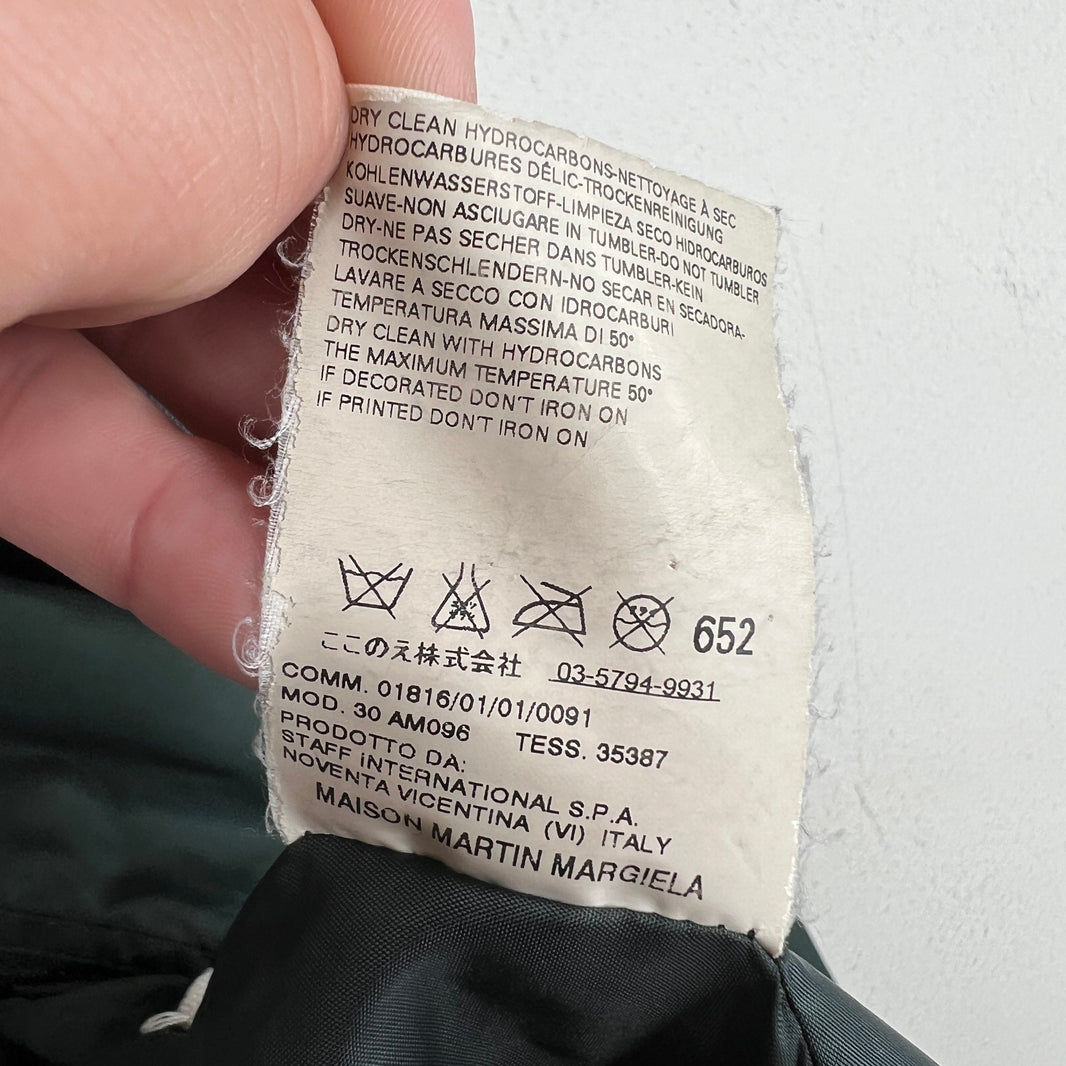 DRY CLEAN HYDROCARBONS-NETTOYAGE À SEC
HYDROCARBURES DÉLIC-TROCKENREINIGUNG
KOHLENWASSERSTOFF-LIMPIEZA SECO HIDROCARBUROS
SUAVE-NON ASCIUGARE IN TUMBLER-DO NOT TUMBLER
DRY-NE PAS SECHER DANS TUMBLER-KEIN
TROCKENSCHLENDERN-NO SECAR EN SECADORA-
LAVARE A SECCO CON IDROCARBURI
TEMPERATURA MASSIMA DI 50°
DRY CLEAN WITH HYDROCARBONS
THE MAXIMUM TEMPERATURE 50°
IF DECORATED DON'T IRON ON
IF PRINTED DON'T IRON ON
652
ここのえ株式会社 03-5794-9931
COMM. 01816/01/01/0091
MOD. 30 AM096 TESS. 35387
PRODOTTO DA:
STAFF INTERNATIONAL S.P.A.
NOVENTA VICENTINA (VI) ITALY
MAISON MARTIN MARGIELA